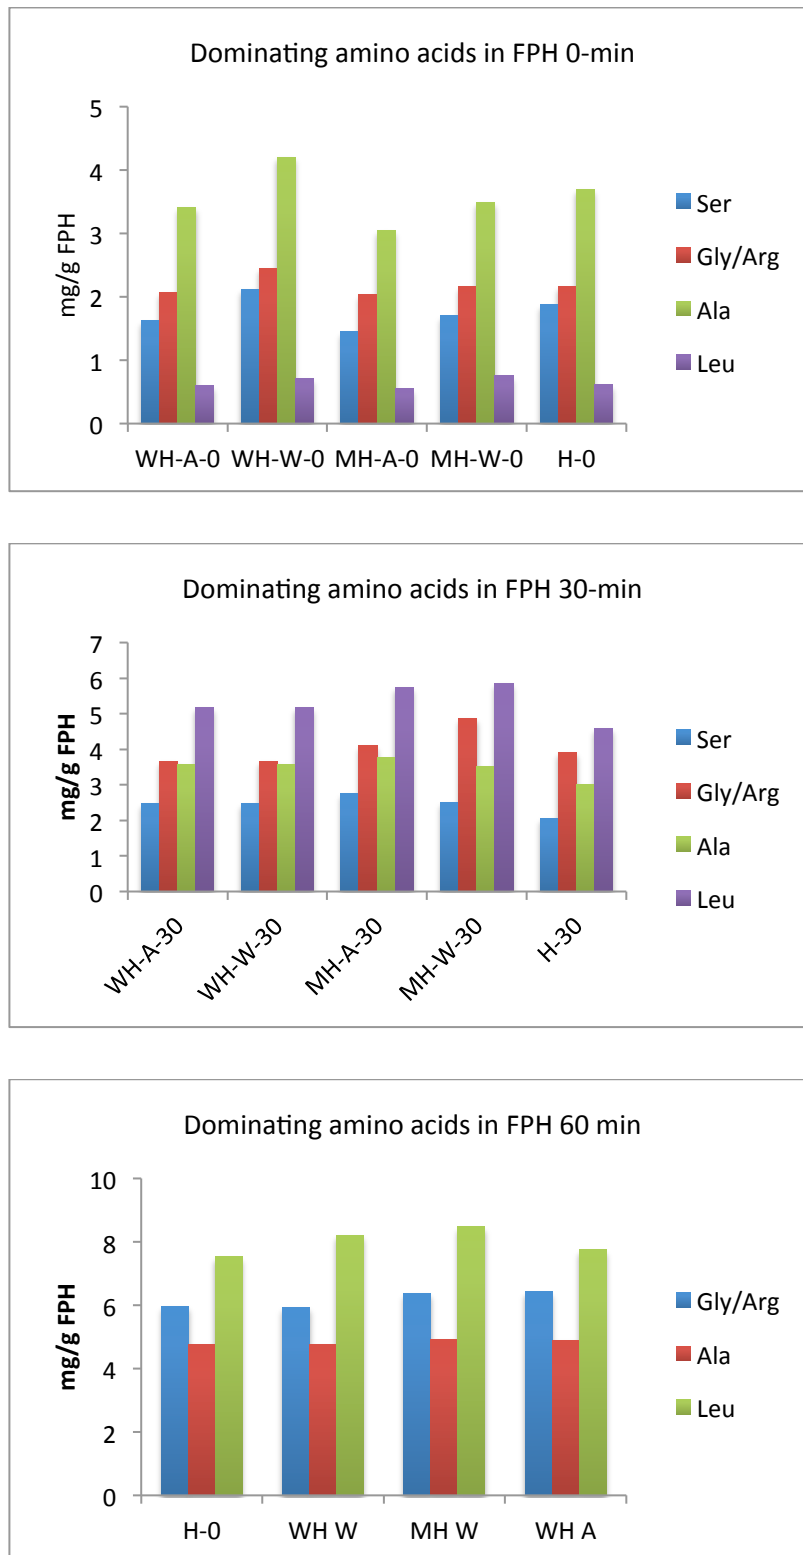 Dominating amino acids in FPH 0-min
5
4
3
2
1
0
mg/g FPH
WH-A-0 WH-W-0 MH-A-0 MH-W-0 H-0
Ser
Gly/Arg
Ala
Leu
Dominating amino acids in FPH 30-min
7
6
5
4
3
2
1
0
mg/g FPH
WH-A-30 WH-W-30 MH-A-30 MH-W-30 H-30
Ser
Gly/Arg
Ala
Leu
Dominating amino acids in FPH 60 min
10
8
6
4
2
0
mg/g FPH
H-0 WH W MH W WH A
Gly/Arg
Ala
Leu